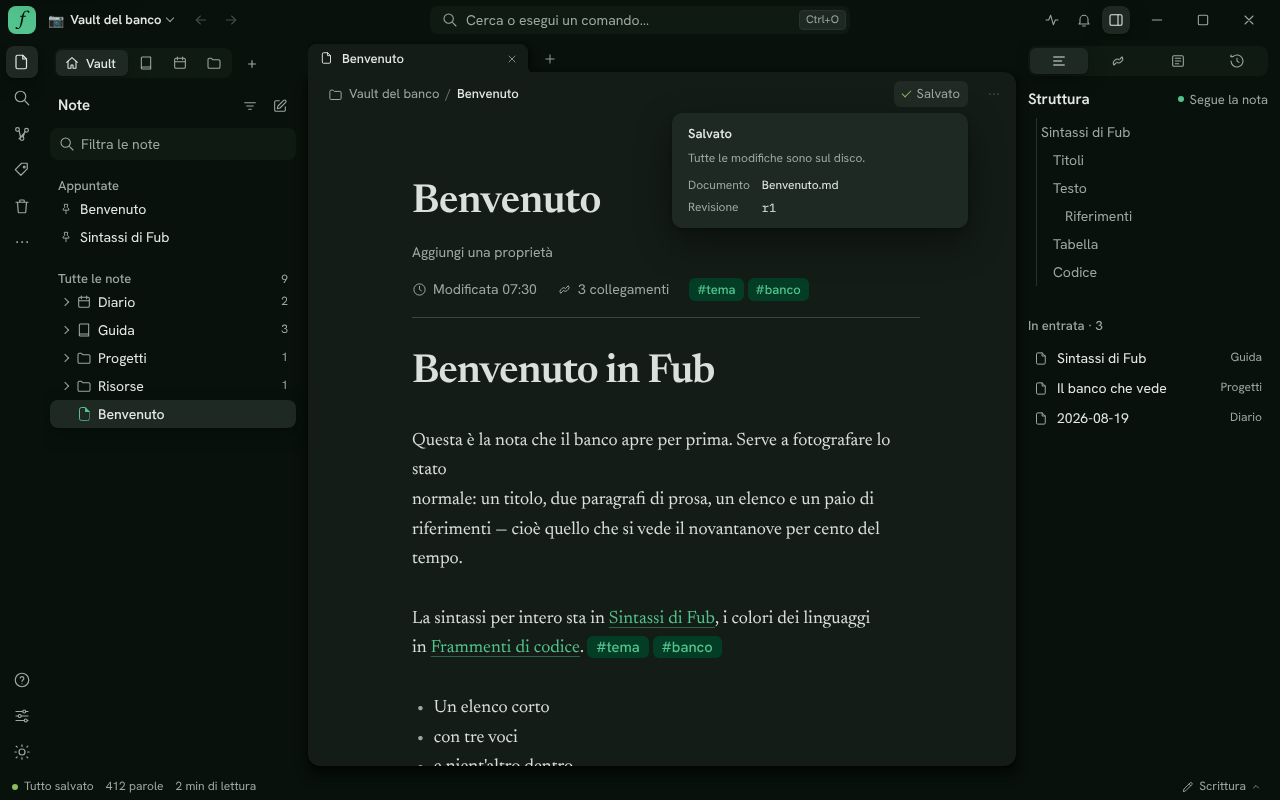 Vault del banco
Cerca o esegui un comando…
Ctrl+O
Vault
Note
Filtra le note
Appuntate
Benvenuto
Sintassi di Fub
Tutte le note 9
Diario 2
Guida 3
Progetti 1
Risorse 1
Benvenuto
Benvenuto
Vault del banco / Benvenuto
Salvato
Salvato
Tutte le modifiche sono sul disco.
Documento Benvenuto.md
Revisione r1
Benvenuto
Aggiungi una proprietà
Modificata 07:30 3 collegamenti #tema #banco
Benvenuto in Fub
Questa è la nota che il banco apre per prima. Serve a fotografare lo
stato
normale: un titolo, due paragrafi di prosa, un elenco e un paio di
riferimenti — cioè quello che si vede il novantanove per cento del
tempo.
La sintassi per intero sta in Sintassi di Fub, i colori dei linguaggi
in Frammenti di codice. #tema #banco
• Un elenco corto
• con tre voci
• e nient'altro dentro
Struttura
Segue la nota
Sintassi di Fub
Titoli
Testo
Riferimenti
Tabella
Codice
In entrata · 3
Sintassi di Fub Guida
Il banco che vede Progetti
2026-08-19 Diario
Tutto salvato 412 parole 2 min di lettura
Scrittura